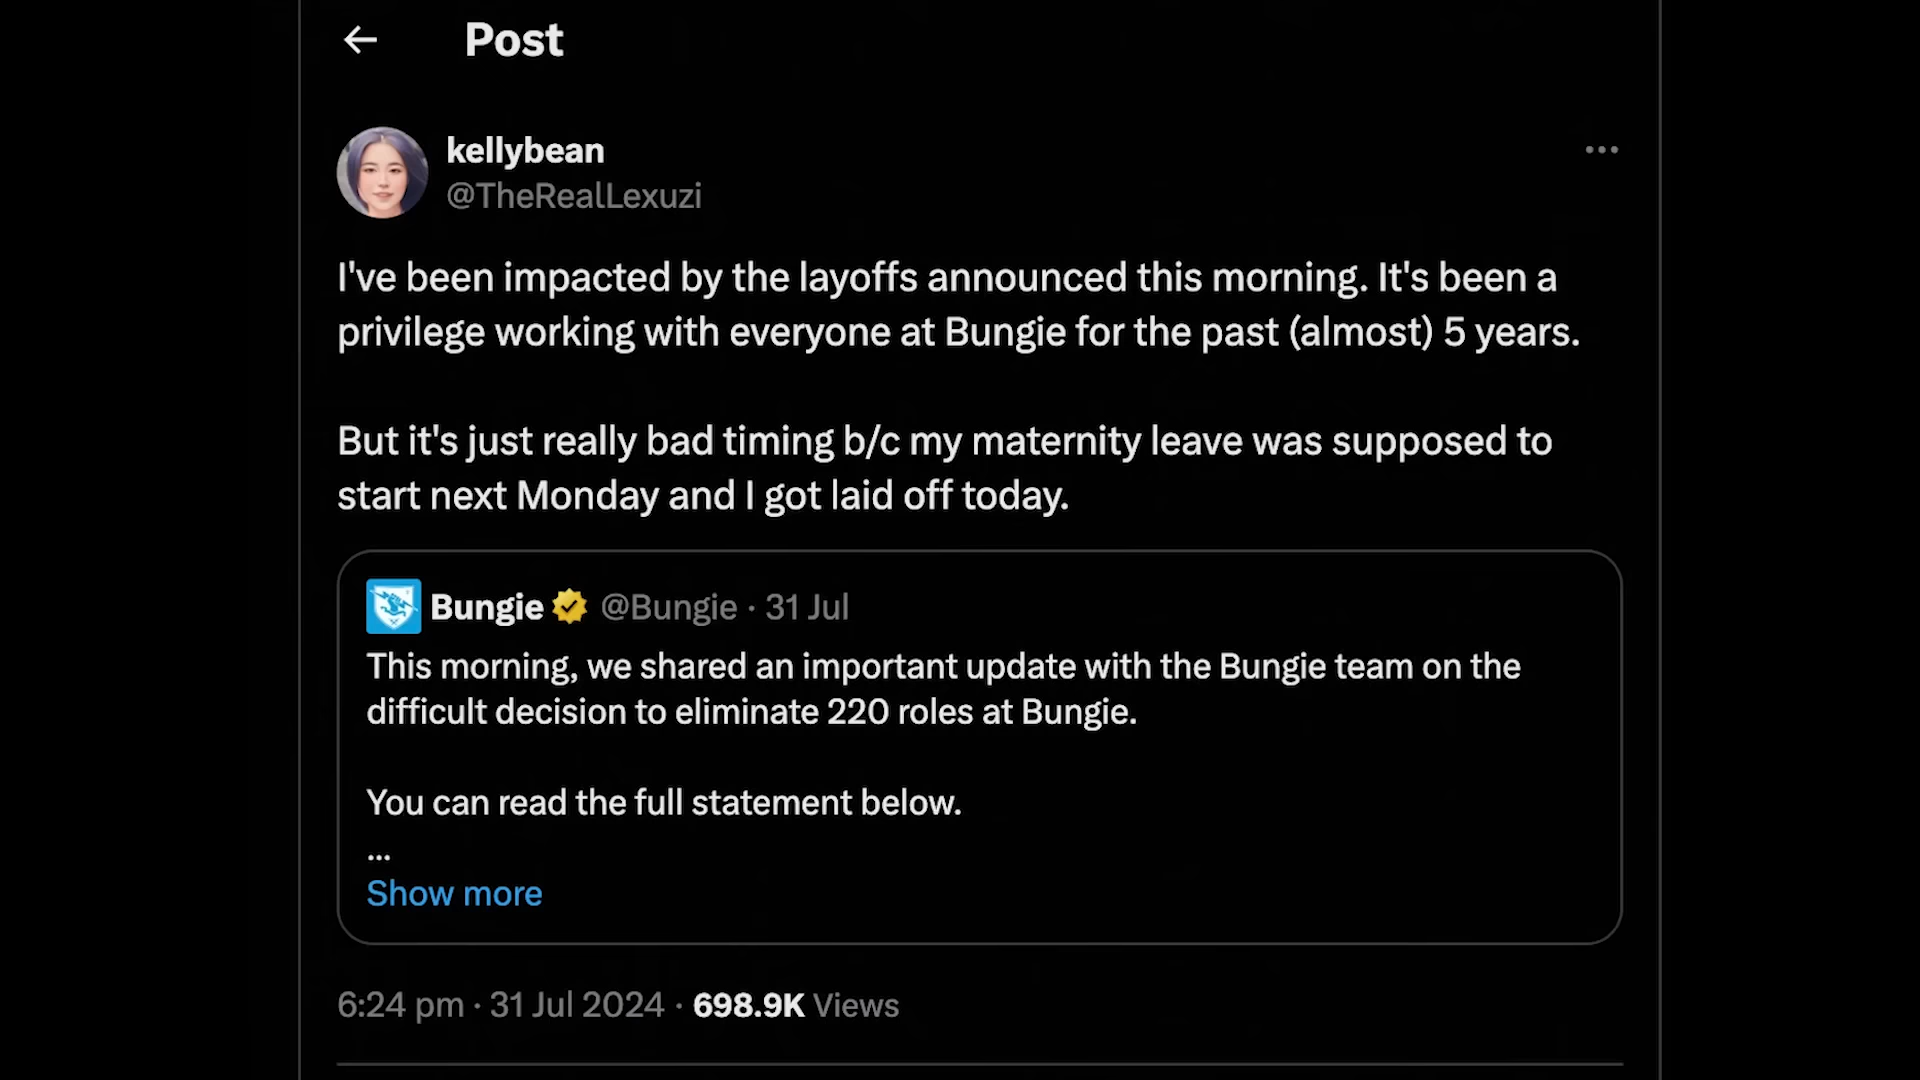 Post
kellybean
@TheRealLexuzi
I've been impacted by the layoffs announced this morning. It's been a
privilege working with everyone at Bungie for the past (almost) 5 years.
But it's just really bad timing b/c my maternity leave was supposed to
start next Monday and I got laid off today.
Bungie @Bungie · 31 Jul
This morning, we shared an important update with the Bungie team on the
difficult decision to eliminate 220 roles at Bungie.
You can read the full statement below.
...
Show more
6:24 pm · 31 Jul 2024 · 698.9K Views